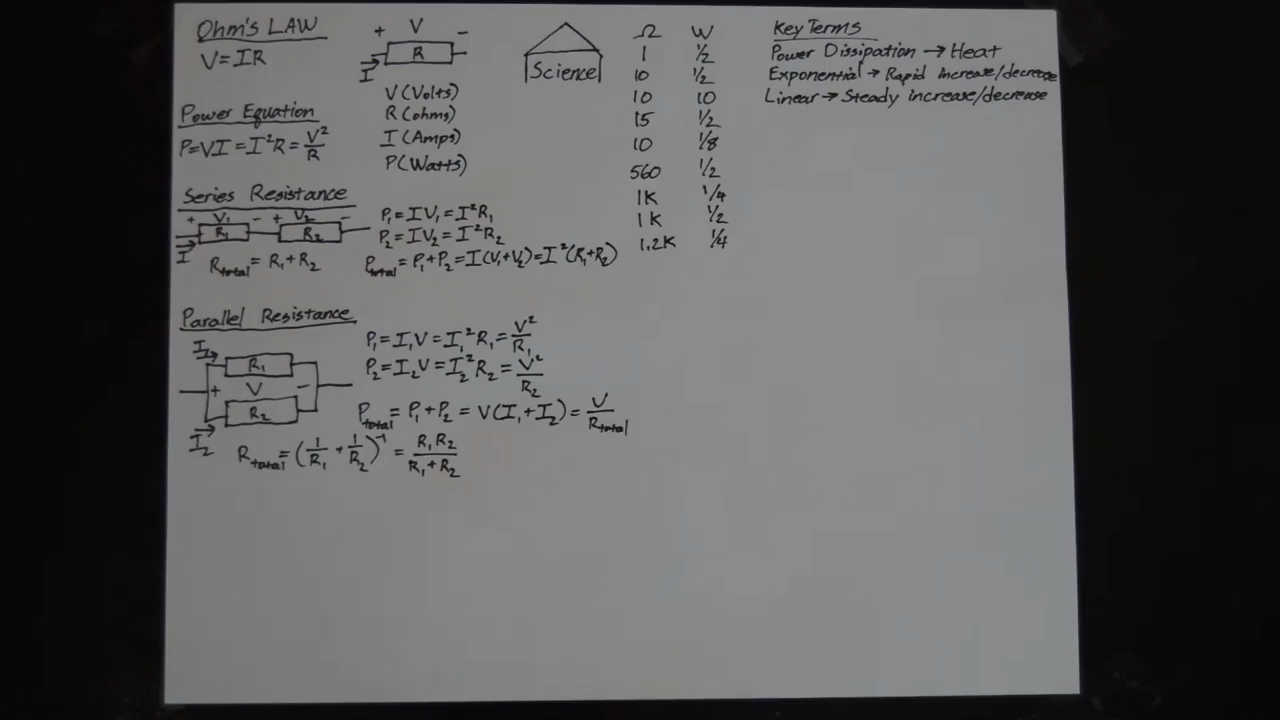 Ohm's LAW
V=IR
+ V -
R
I
V (Volts)
R (ohms)
I (Amps)
P (Watts)
Power Equation
P=VI=I²R=V²/R
Series Resistance
+ V₁ - + V₂ -
R₁ R₂
I
R total = R₁+R₂
P₁=IV₁=I²R₁
P₂=IV₂=I²R₂
P total = P₁+P₂=I(V₁+V₂)=I²(R₁+R₂)
Parallel Resistance
I₁
R₁
+ V -
R₂
I₂
P₁=I₁V=I₁²R₁=V²/R₁
P₂=I₂V=I₂²R₂=V²/R₂
P total = P₁+P₂=V(I₁+I₂)=V/R total
R total=(1/R₁+1/R₂)⁻¹=R₁R₂/R₁+R₂
Science
Ω W
1 ½
10 ½
10 10
15 ½
10 ⅛
560 ½
1K ¼
1K ½
1.2K ¼
Key Terms
Power Dissipation → Heat
Exponential → Rapid increase/decrease
Linear → Steady increase/decrease